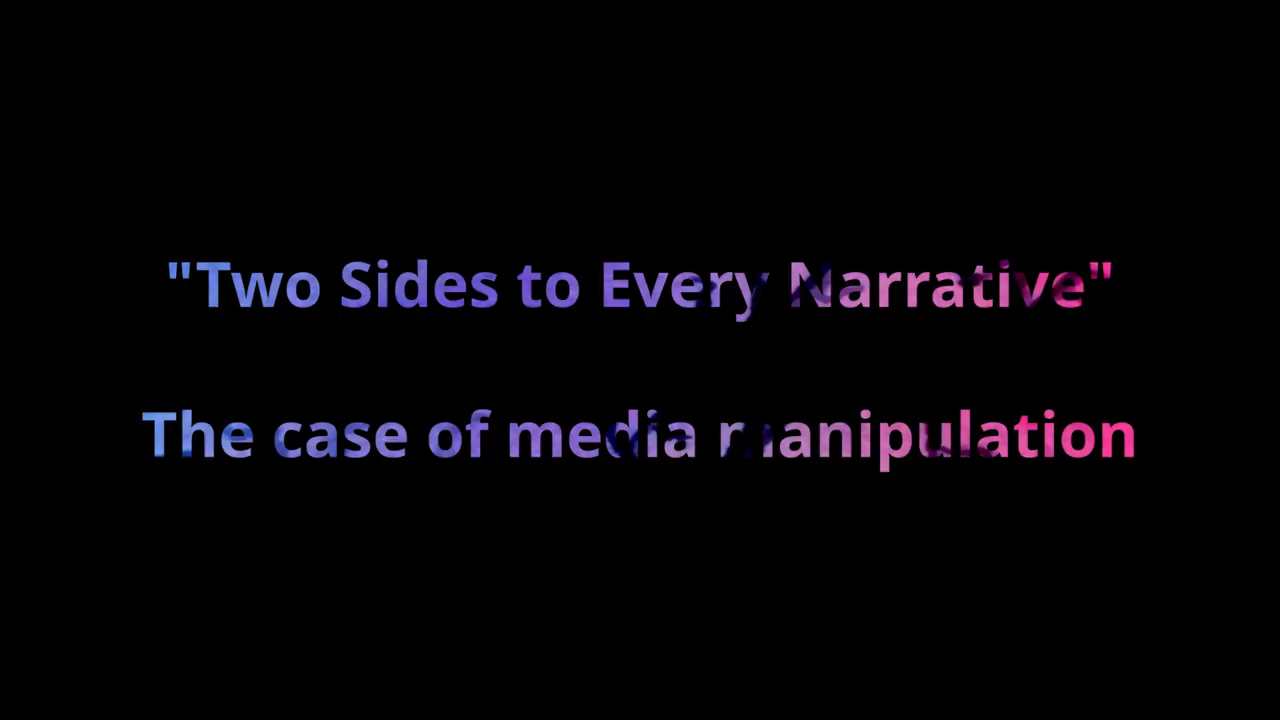 "Two Sides to Every Narrative"
The case of media manipulation